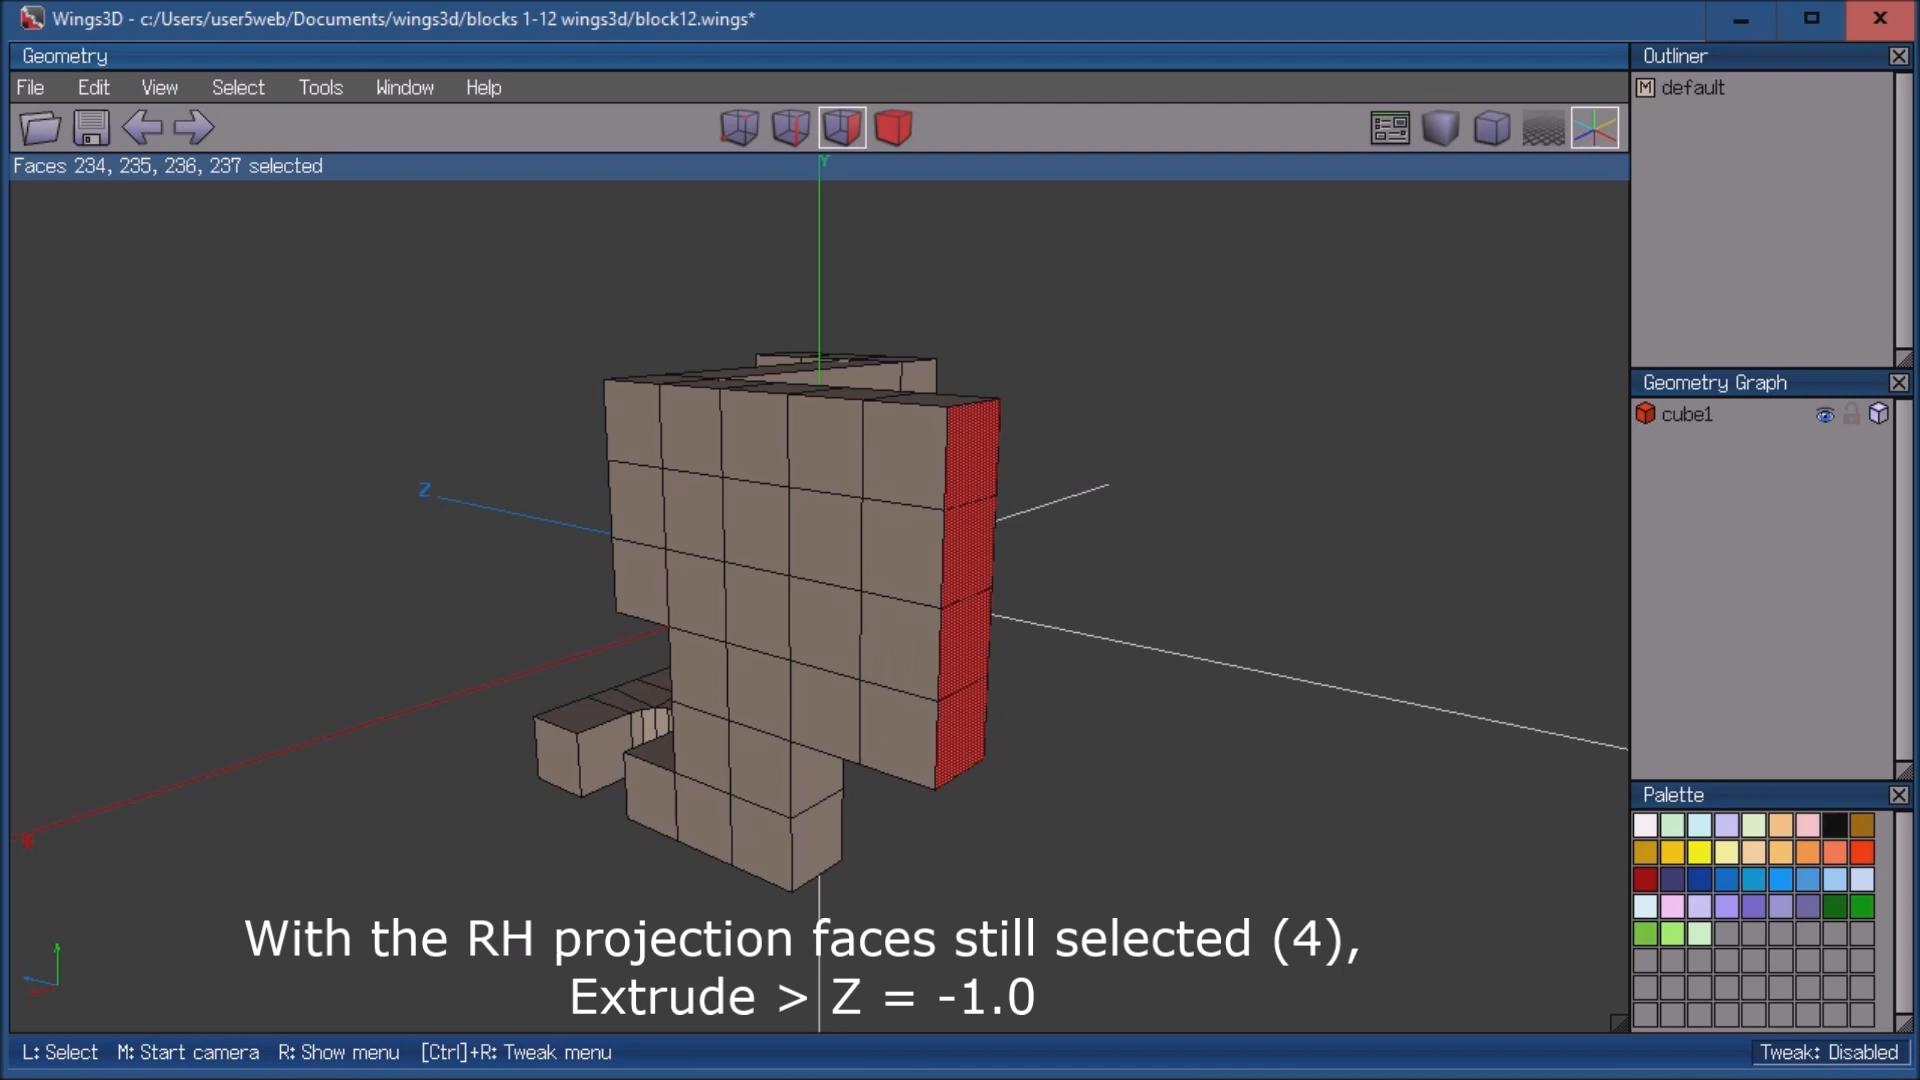 Wings3D - c:/Users/user5web/Documents/wings3d/blocks 1-12 wings3d/block12.wings*
Geometry
File Edit View Select Tools Window Help
Faces 234, 235, 236, 237 selected
Y
Z
X
Outliner
M default
Geometry Graph
cube1
Palette
With the RH projection faces still selected (4),
Extrude > Z = -1.0
L: Select M: Start camera R: Show menu [Ctrl]+R: Tweak menu
Tweak: Disabled